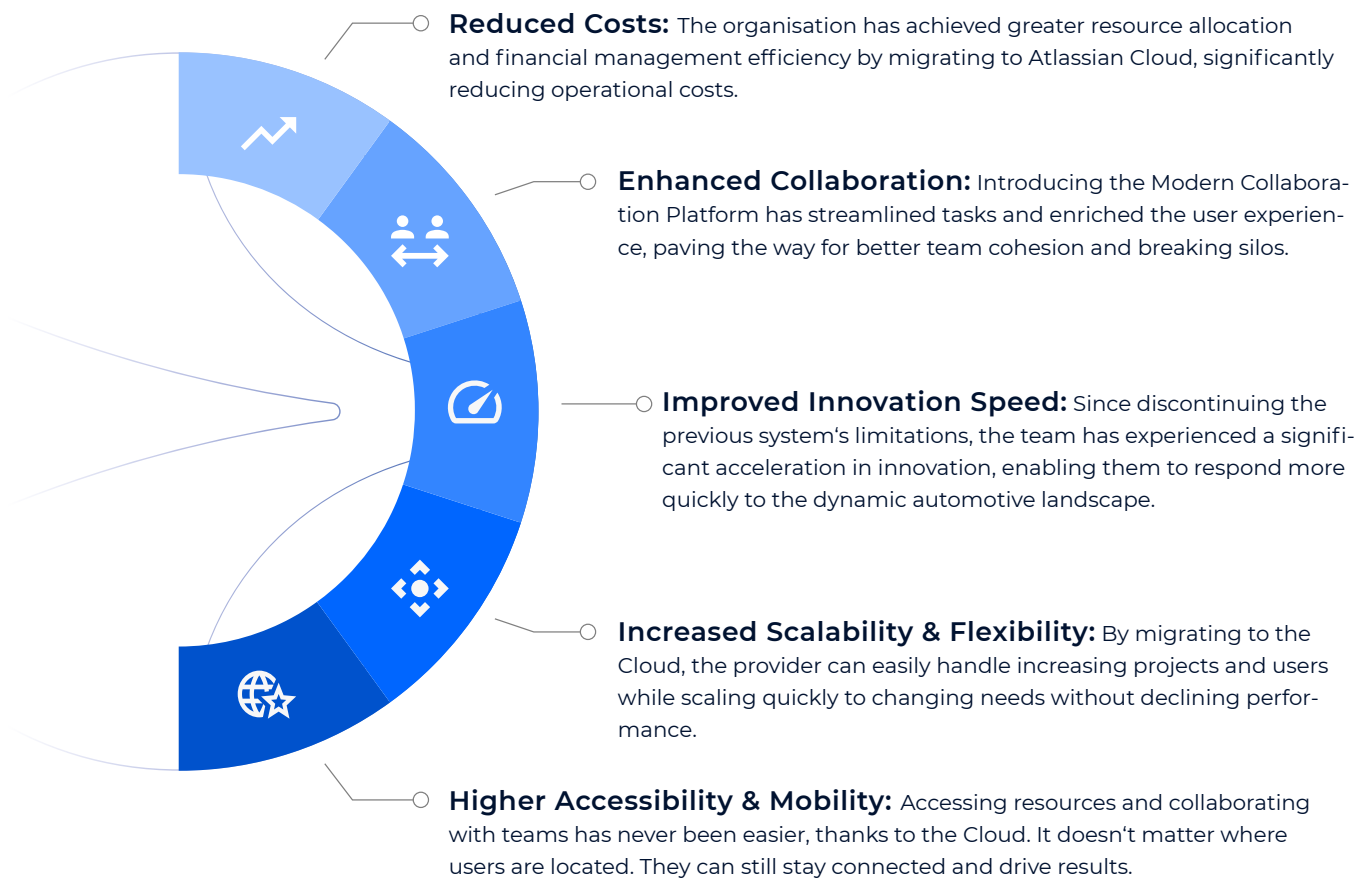 Reduced Costs: The organisation has achieved greater resource allocation
and financial management efficiency by migrating to Atlassian Cloud, significantly
reducing operational costs.
Enhanced Collaboration: Introducing the Modern Collabora-
tion Platform has streamlined tasks and enriched the user experien-
ce, paving the way for better team cohesion and breaking silos.
Improved Innovation Speed: Since discontinuing the
previous system‘s limitations, the team has experienced a signifi-
cant acceleration in innovation, enabling them to respond more
quickly to the dynamic automotive landscape.
Increased Scalability & Flexibility: By migrating to the
Cloud, the provider can easily handle increasing projects and users
while scaling quickly to changing needs without declining perfor-
mance.
Higher Accessibility & Mobility: Accessing resources and collaborating
with teams has never been easier, thanks to the Cloud. It doesn‘t matter where
users are located. They can still stay connected and drive results.